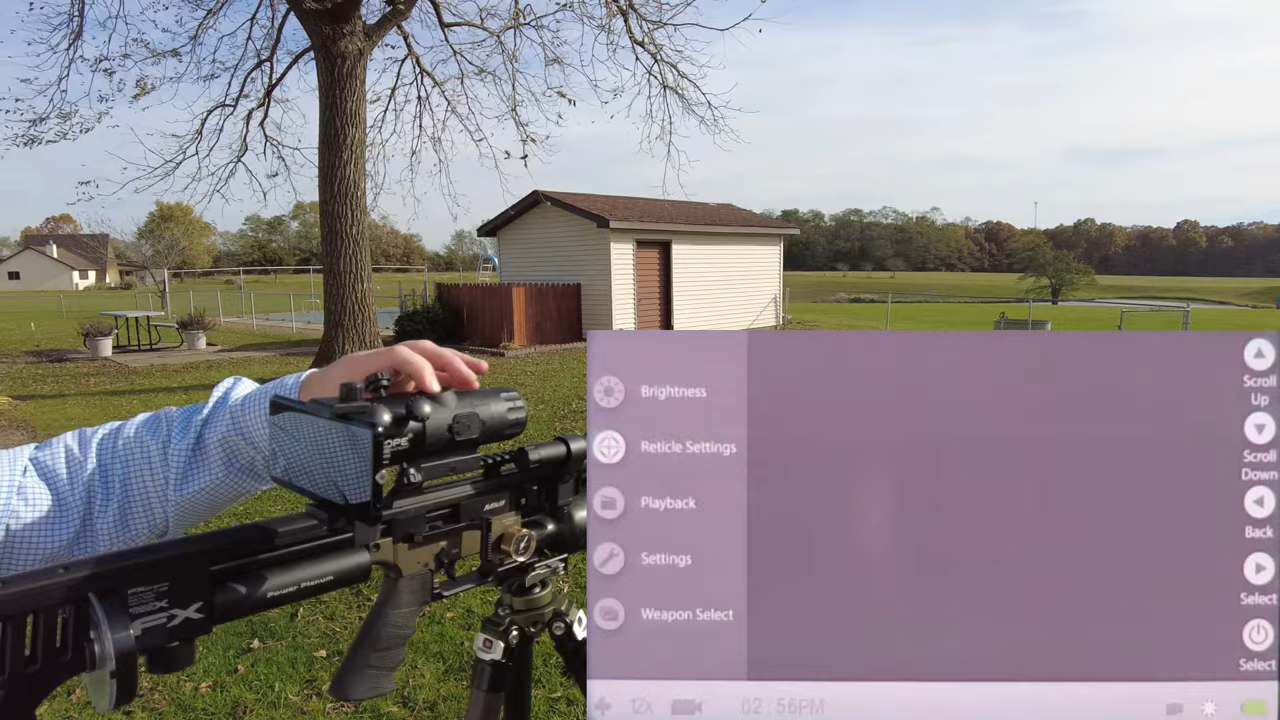 Brightness
Reticle Settings
Playback
Settings
Weapon Select
Scroll
Up
Scroll
Down
Back
Select
Select
12X
02:56PM
OPE
Power Plenum
FX